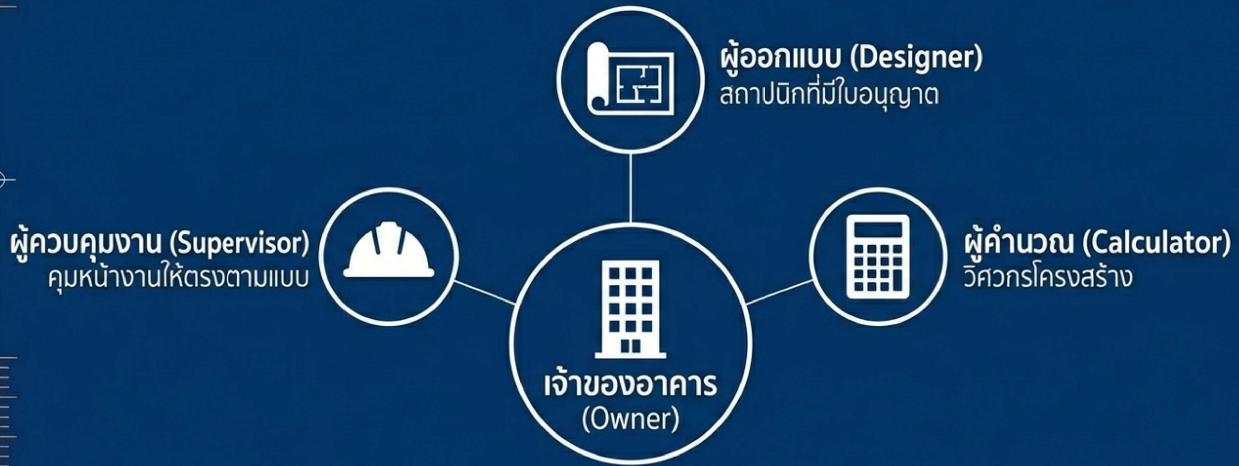 ผู้ออกแบบ (Designer)
สถาปนิกที่มีใบอนุญาต
ผู้ควบคุมงาน (Supervisor)
คุมหน้างานให้ตรงตามแบบ
ผู้คำนวณ (Calculator)
วิศวกรโครงสร้าง
เจ้าของอาคาร
(Owner)